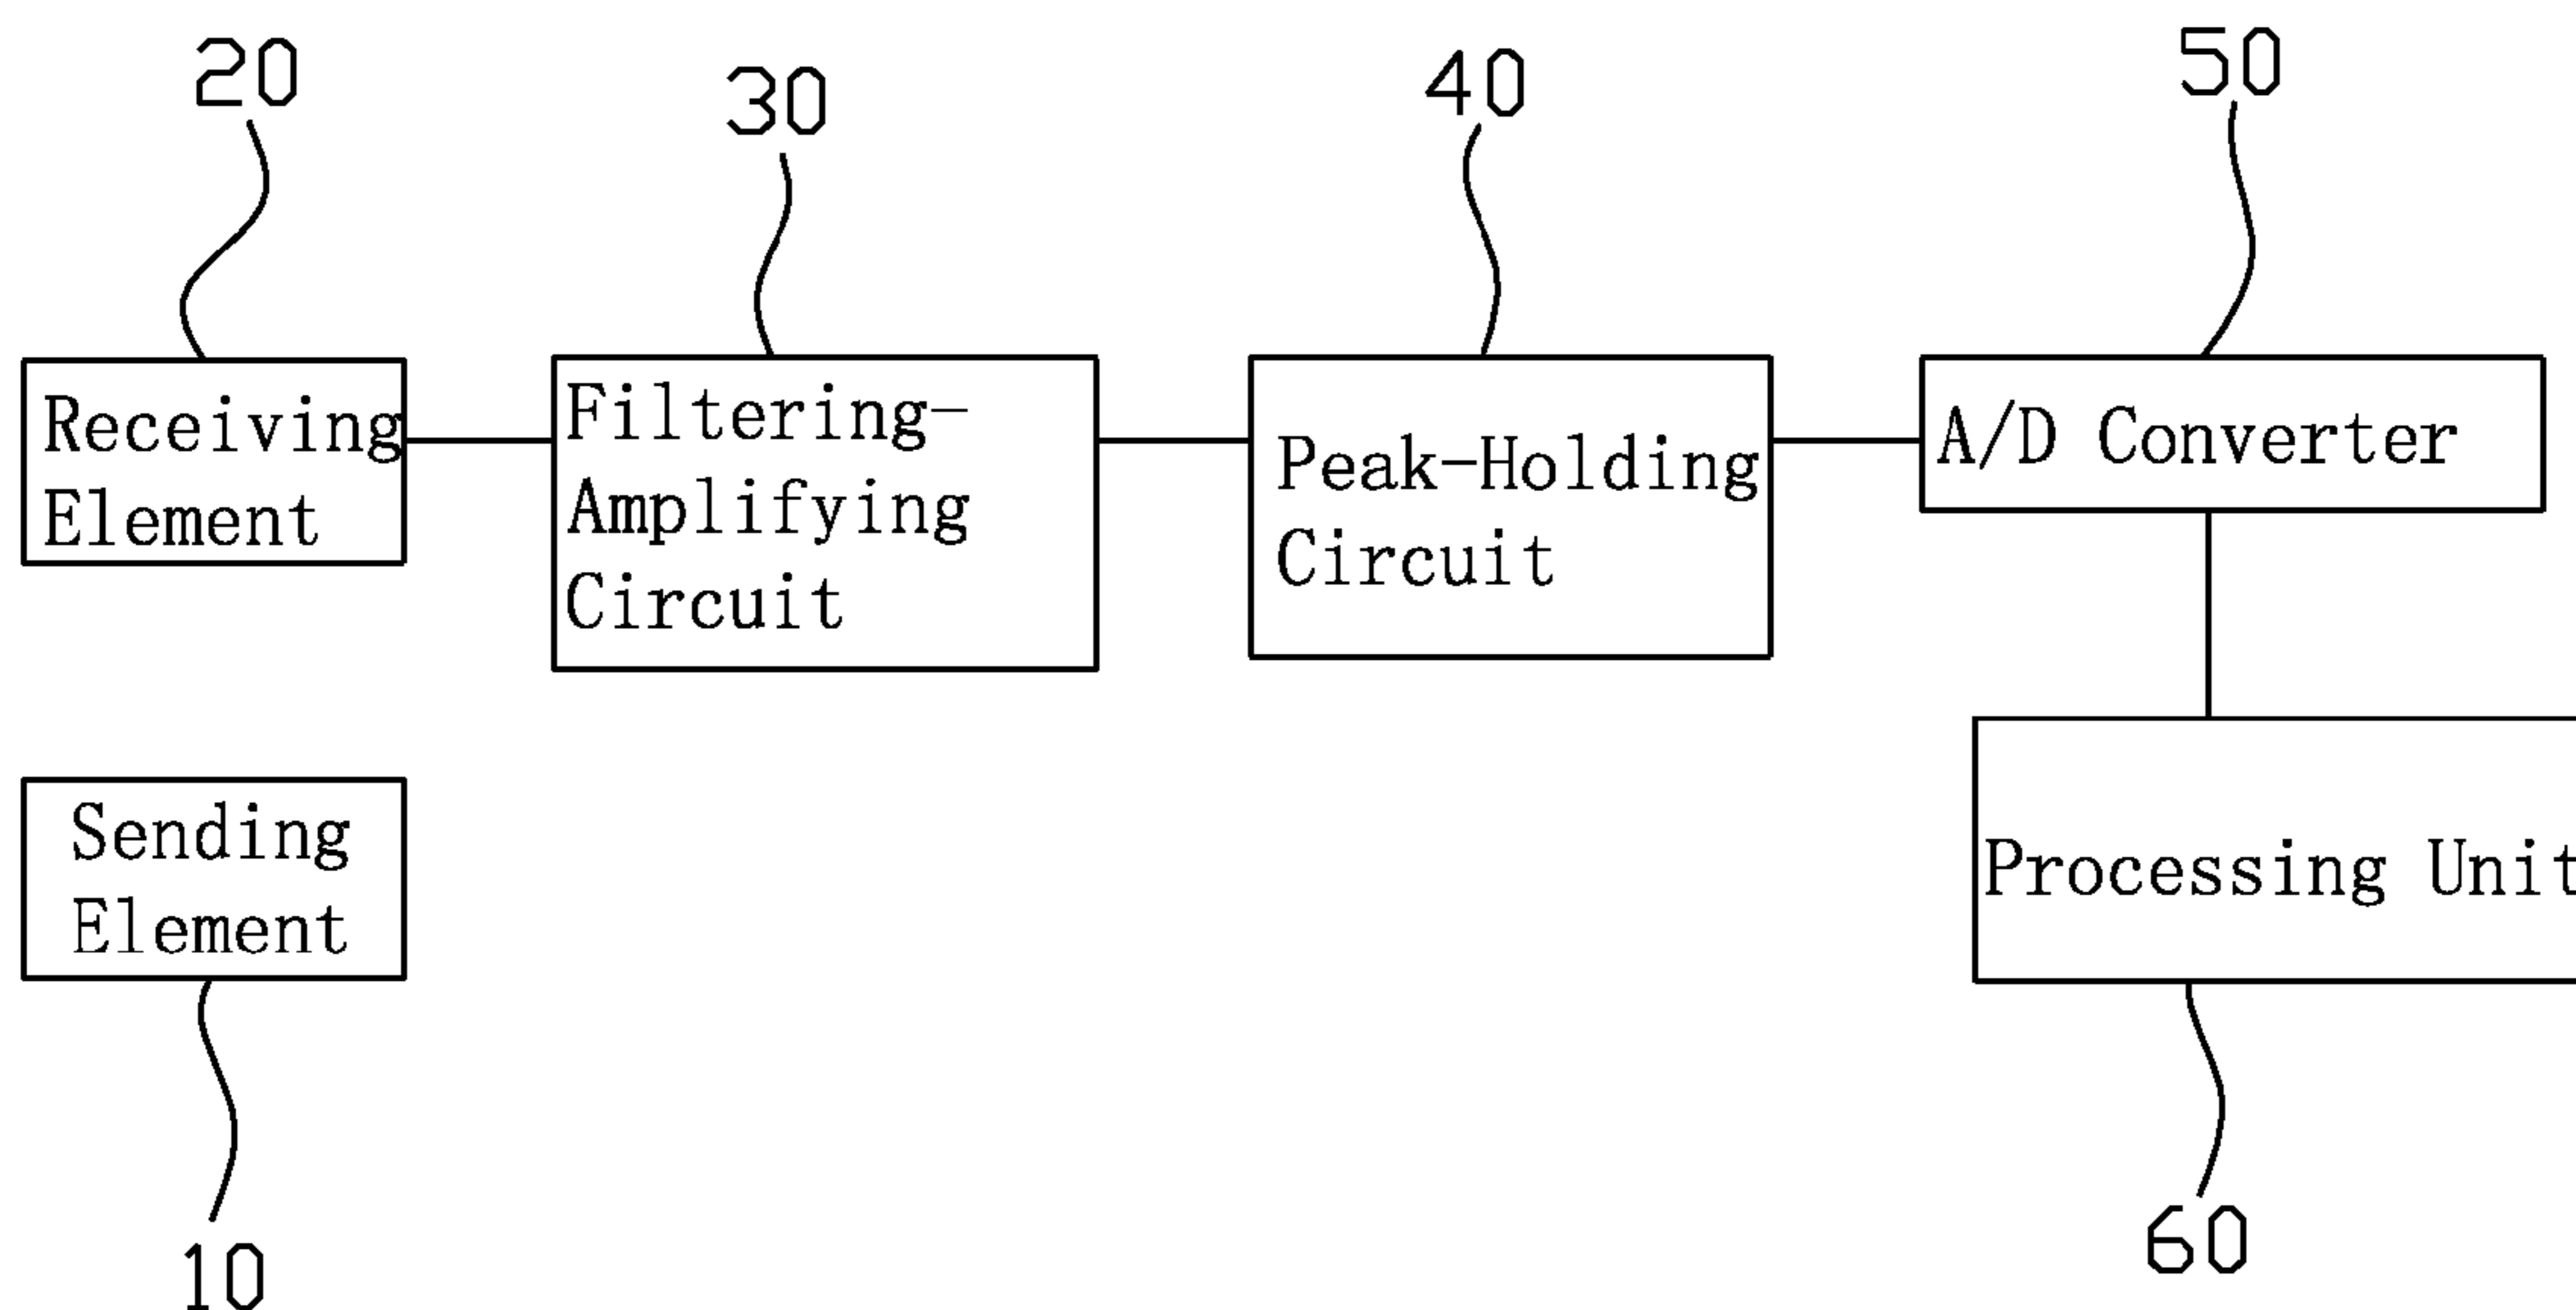 20
30
40
50
Receiving
Element
Filtering-
Amplifying
Circuit
Peak-Holding
Circuit
A/D Converter
Sending
Element
Processing Unit
10
60